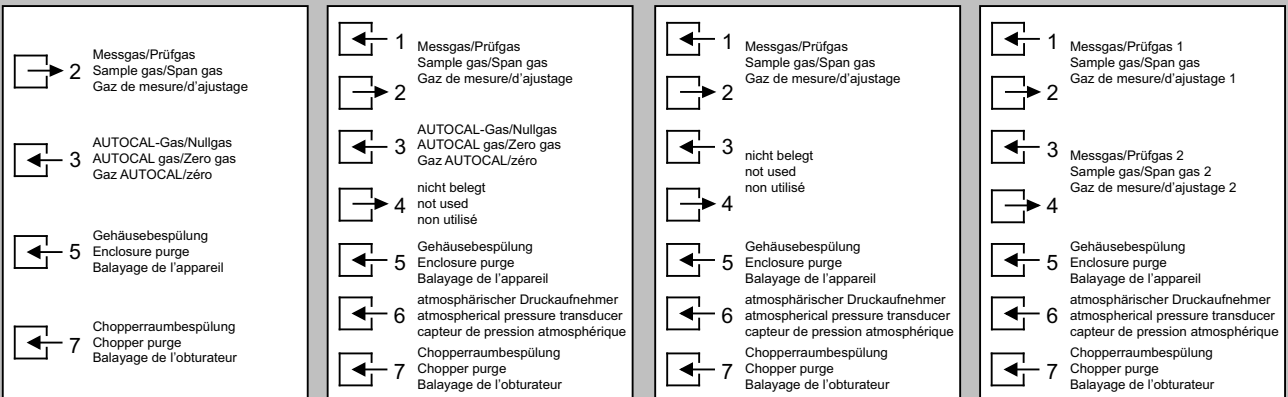 2
Messgas/Prüfgas
Sample gas/Span gas
Gaz de mesure/d'ajustage
3
AUTOCAL-Gas/Nullgas
AUTOCAL gas/Zero gas
Gaz AUTOCAL/zéro
5
Gehäusebespülung
Enclosure purge
Balayage de l'appareil
7
Chopperraumbespülung
Chopper purge
Balayage de l'obturateur
1
Messgas/Prüfgas
Sample gas/Span gas
Gaz de mesure/d'ajustage
2
3
AUTOCAL-Gas/Nullgas
AUTOCAL gas/Zero gas
Gaz AUTOCAL/zéro
4
nicht belegt
not used
non utilisé
5
Gehäusebespülung
Enclosure purge
Balayage de l'appareil
6
atmosphärischer Druckaufnehmer
atmospherical pressure transducer
capteur de pression atmosphérique
7
Chopperraumbespülung
Chopper purge
Balayage de l'obturateur
1
Messgas/Prüfgas
Sample gas/Span gas
Gaz de mesure/d'ajustage
2
3
nicht belegt
not used
non utilisé
4
5
Gehäusebespülung
Enclosure purge
Balayage de l'appareil
6
atmosphärischer Druckaufnehmer
atmospherical pressure transducer
capteur de pression atmosphérique
7
Chopperraumbespülung
Chopper purge
Balayage de l'obturateur
1
Messgas/Prüfgas 1
Sample gas/Span gas
Gaz de mesure/d'ajustage 1
2
3
Messgas/Prüfgas 2
Sample gas/Span gas 2
Gaz de mesure/d'ajustage 2
4
5
Gehäusebespülung
Enclosure purge
Balayage de l'appareil
6
atmosphärischer Druckaufnehmer
atmospherical pressure transducer
capteur de pression atmosphérique
7
Chopperraumbespülung
Chopper purge
Balayage de l'obturateur